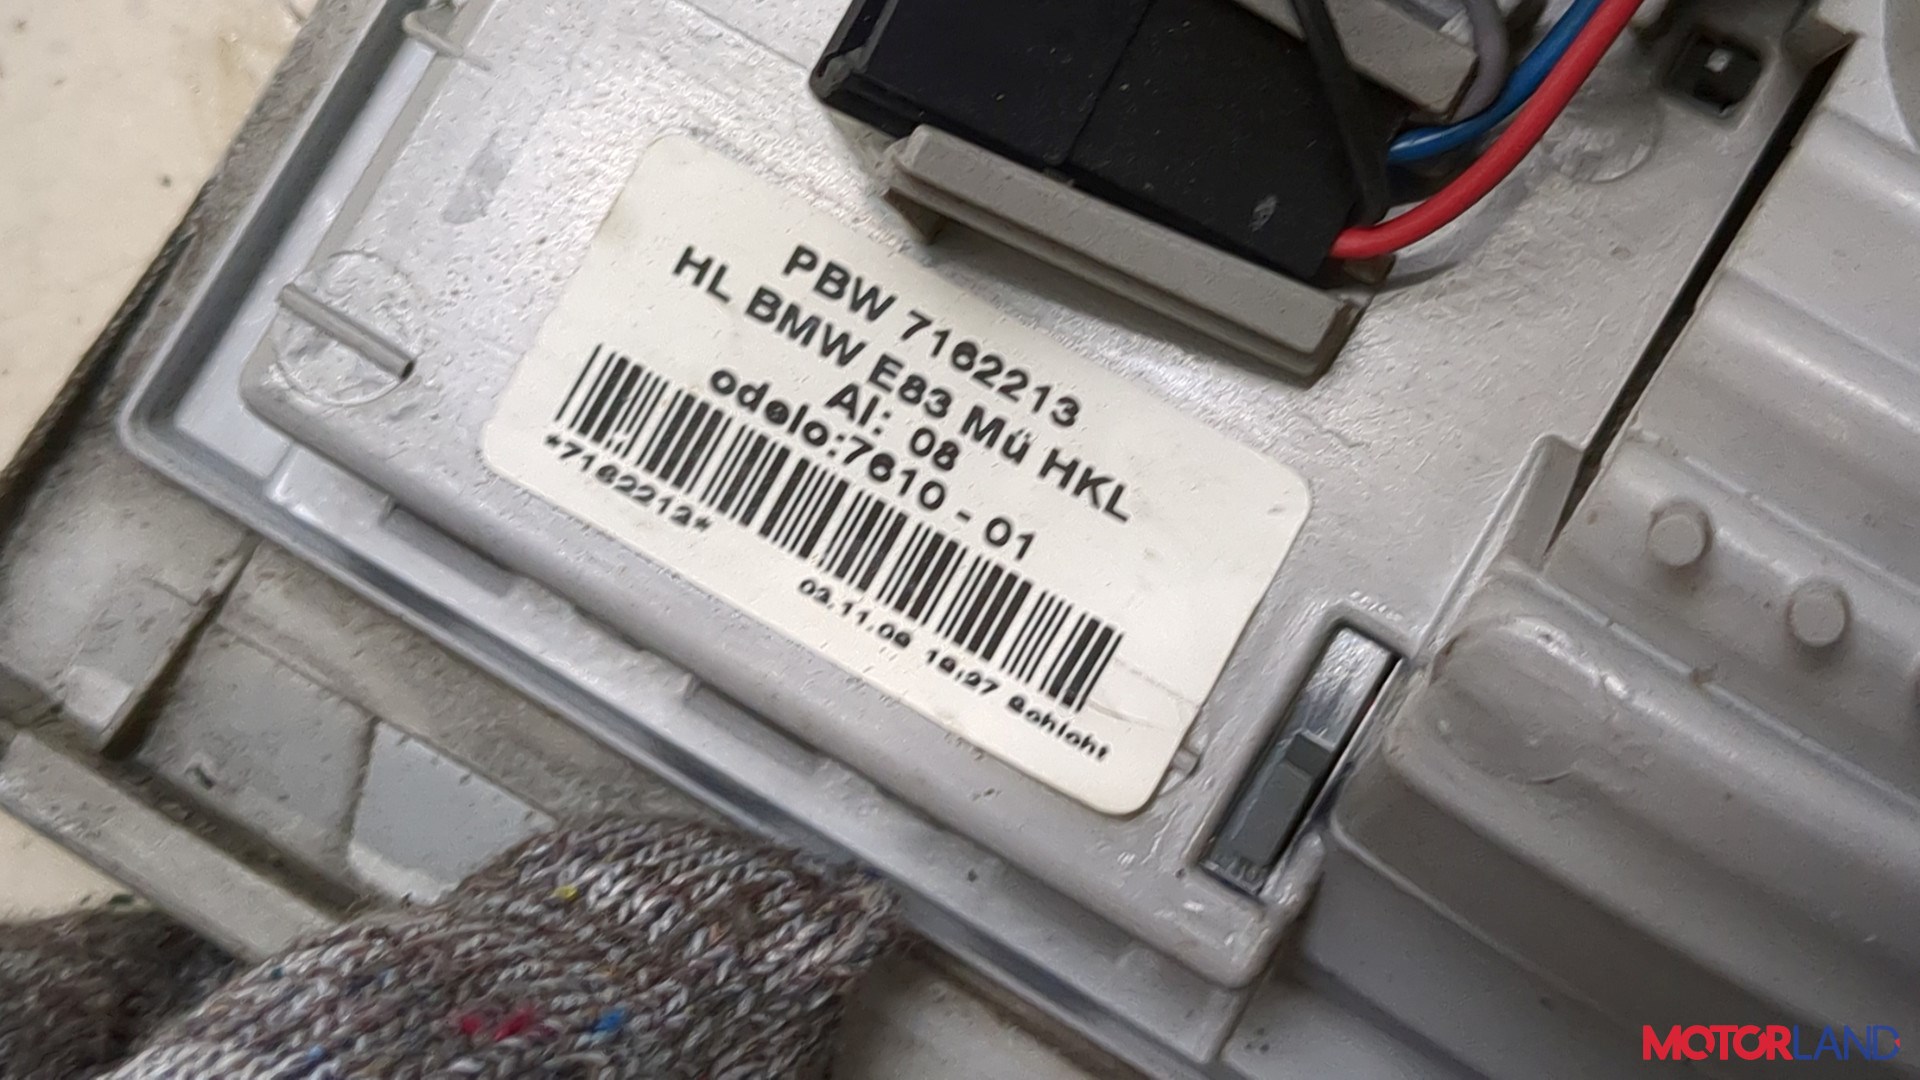 PBW 7162213
HL BMW E83 Mü HKL
AI: 08
odelo:7610 - 01
*7162213*
03.11.09 19,27 Schicht
MOTORLAND